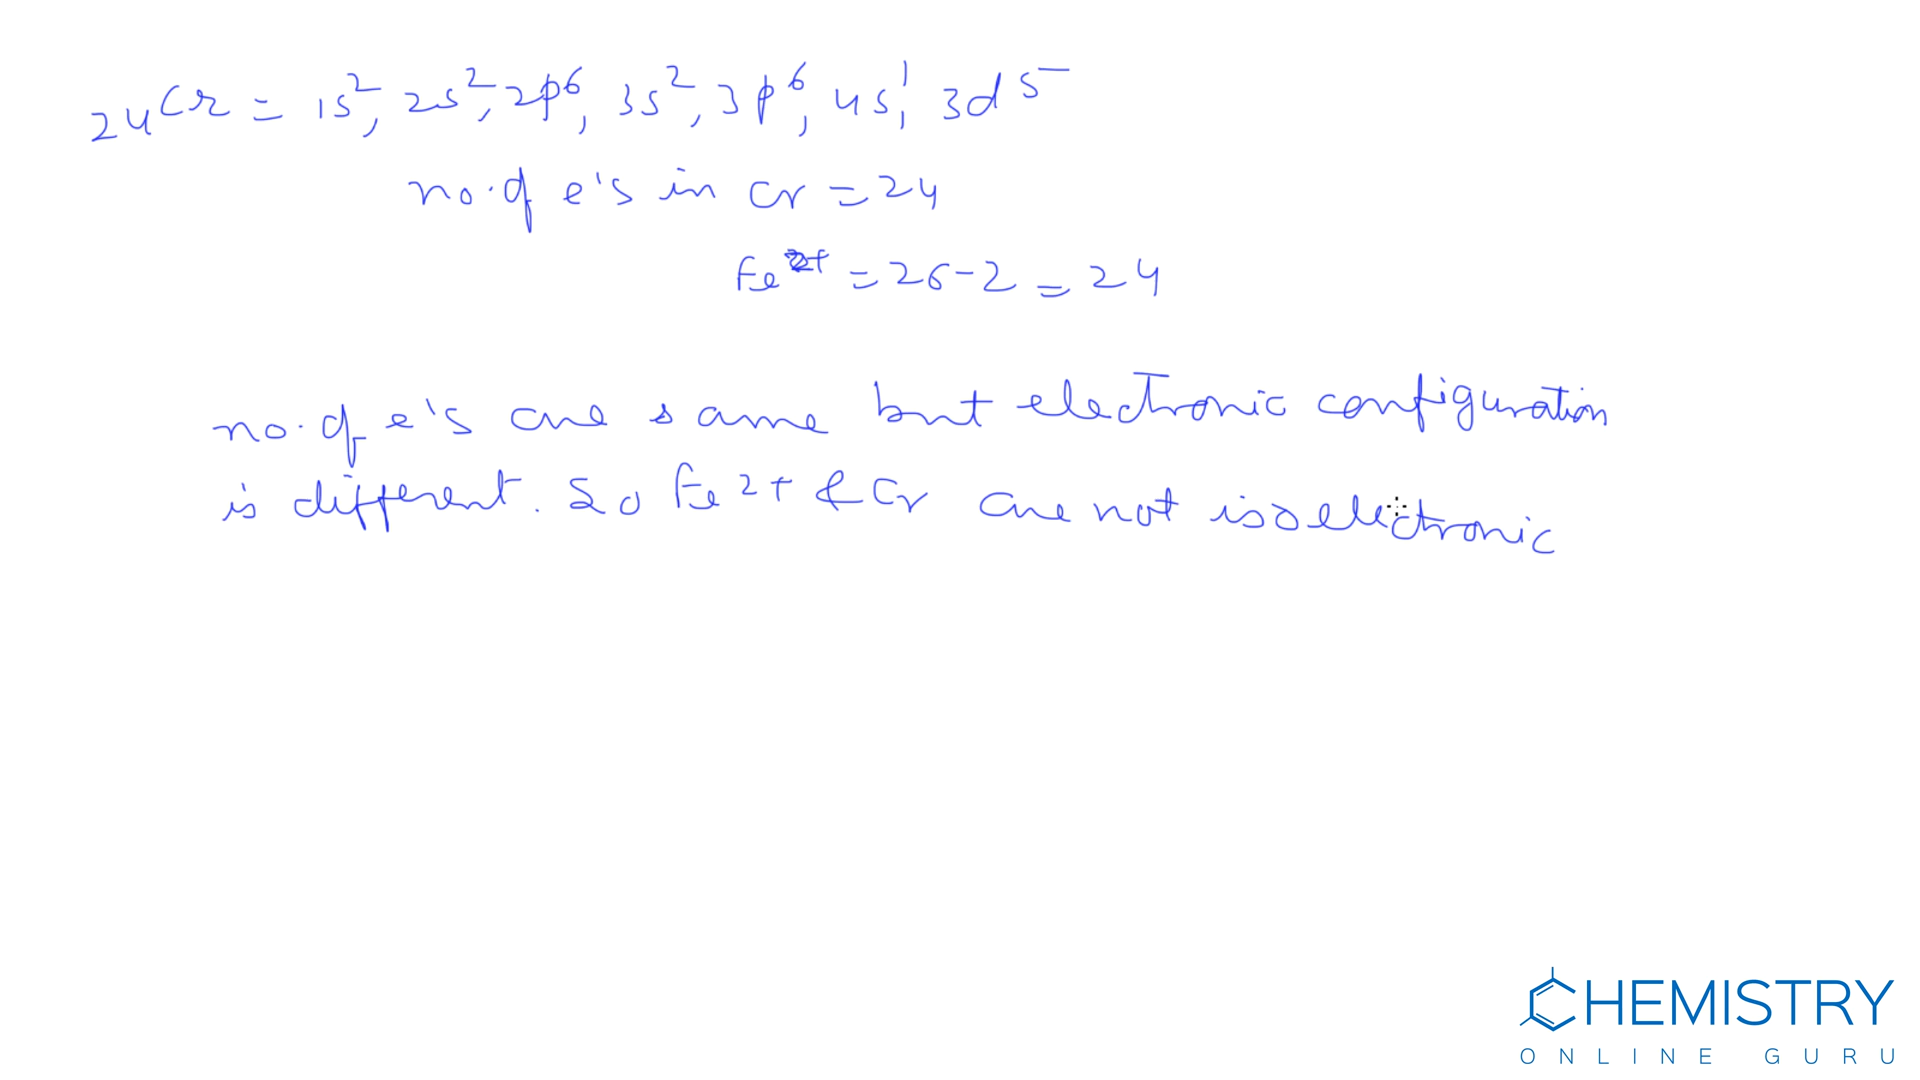 ₂₄Cr = 1s², 2s², 2p⁶, 3s², 3p⁶, 4s¹, 3d⁵
no. of e's in Cr = 24
Fe²⁺ = 26 - 2 = 24
no. of e's are same but electronic configuration
is different. So Fe²⁺ & Cr are not isoelectronic
CHEMISTRY
ONLINE GURU